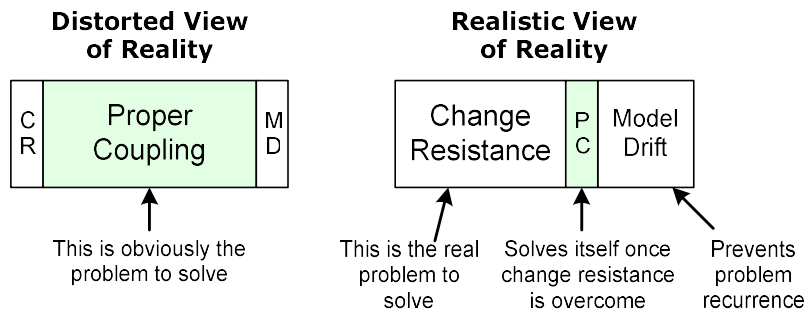 Distorted View
of Reality
C
R
Proper
Coupling
M
D
This is obviously the
problem to solve
Realistic View
of Reality
Change
Resistance
P
C
Model
Drift
This is the real
problem to
solve
Solves itself once
change resistance
is overcome
Prevents
problem
recurrence